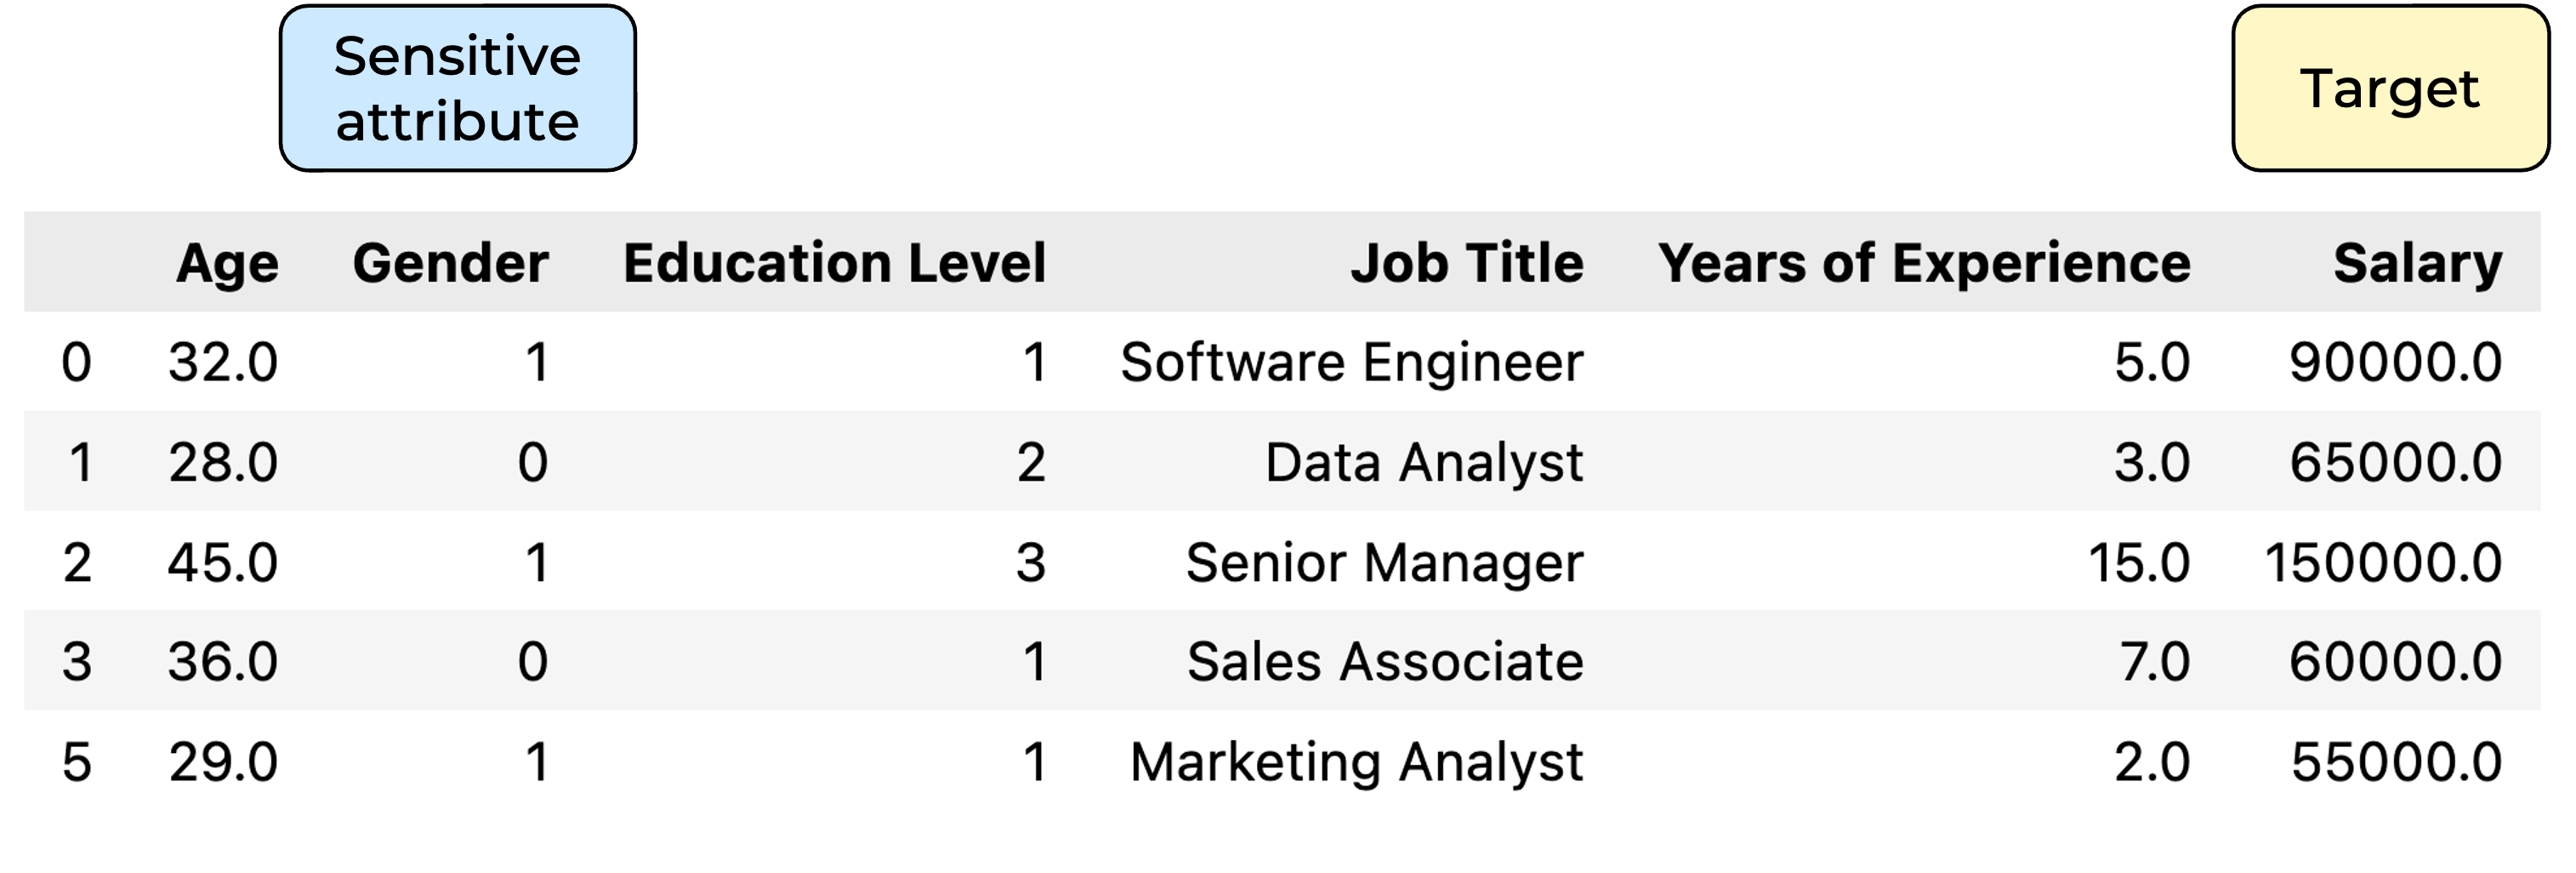 Sensitive
attribute
Target
Age Gender Education Level Job Title Years of Experience Salary
0 32.0 1 1 Software Engineer 5.0 90000.0
1 28.0 0 2 Data Analyst 3.0 65000.0
2 45.0 1 3 Senior Manager 15.0 150000.0
3 36.0 0 1 Sales Associate 7.0 60000.0
5 29.0 1 1 Marketing Analyst 2.0 55000.0